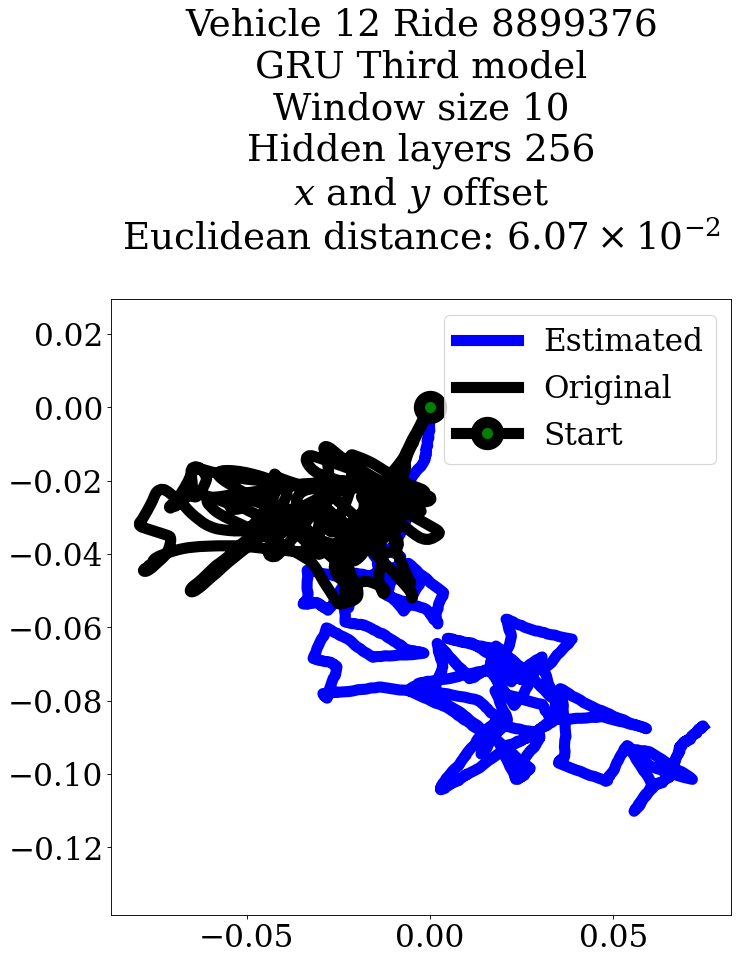 Vehicle 12 Ride 8899376
GRU Third model
Window size 10
Hidden layers 256
x and y offset
Euclidean distance: 6.07 × 10⁻²
Estimated
Original
Start
0.02
0.00
−0.02
−0.04
−0.06
−0.08
−0.10
−0.12
−0.05 0.00 0.05